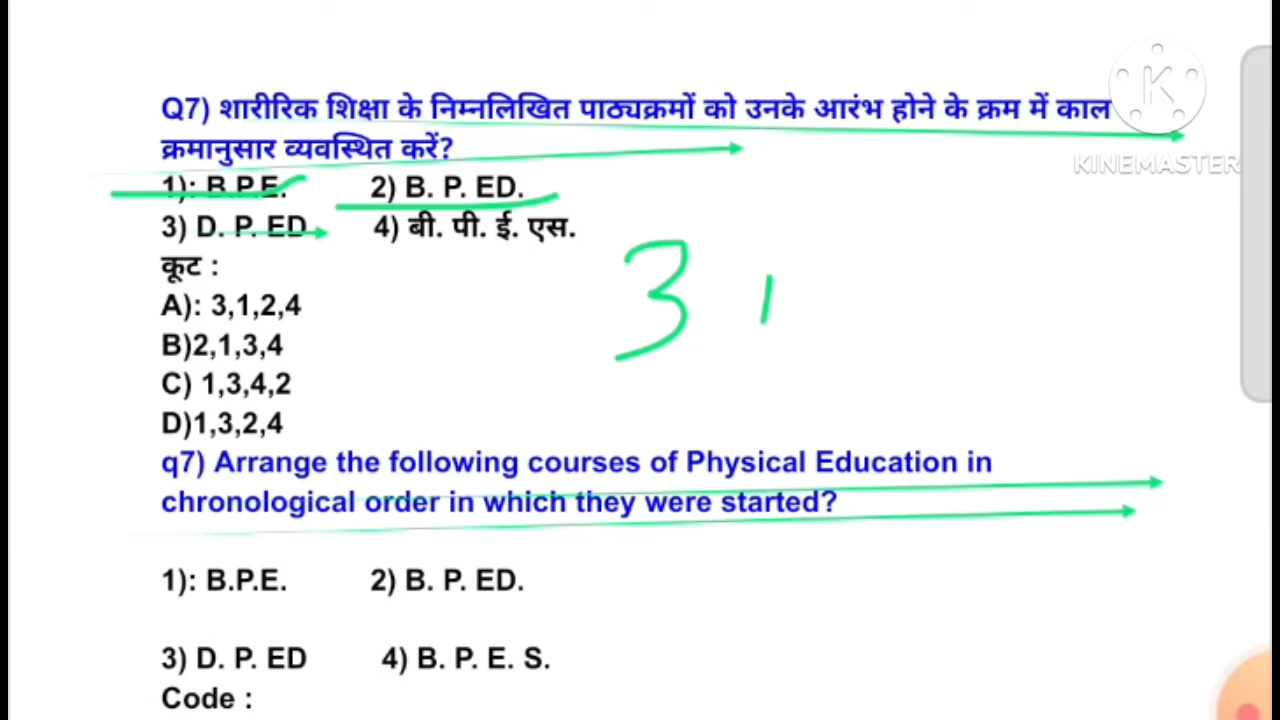 Q7) शारीरिक शिक्षा के निम्नलिखित पाठ्यक्रमों को उनके आरंभ होने के क्रम में काल
क्रमानुसार व्यवस्थित करें?
1): B.P.E. 2) B. P. ED.
3) D. P. ED 4) बी. पी. ई. एस.
कूट :
A): 3,1,2,4
B)2,1,3,4
C) 1,3,4,2
D)1,3,2,4
q7) Arrange the following courses of Physical Education in
chronological order in which they were started?
1): B.P.E. 2) B. P. ED.
3) D. P. ED 4) B. P. E. S.
Code :
K
KINEMASTER
3 1